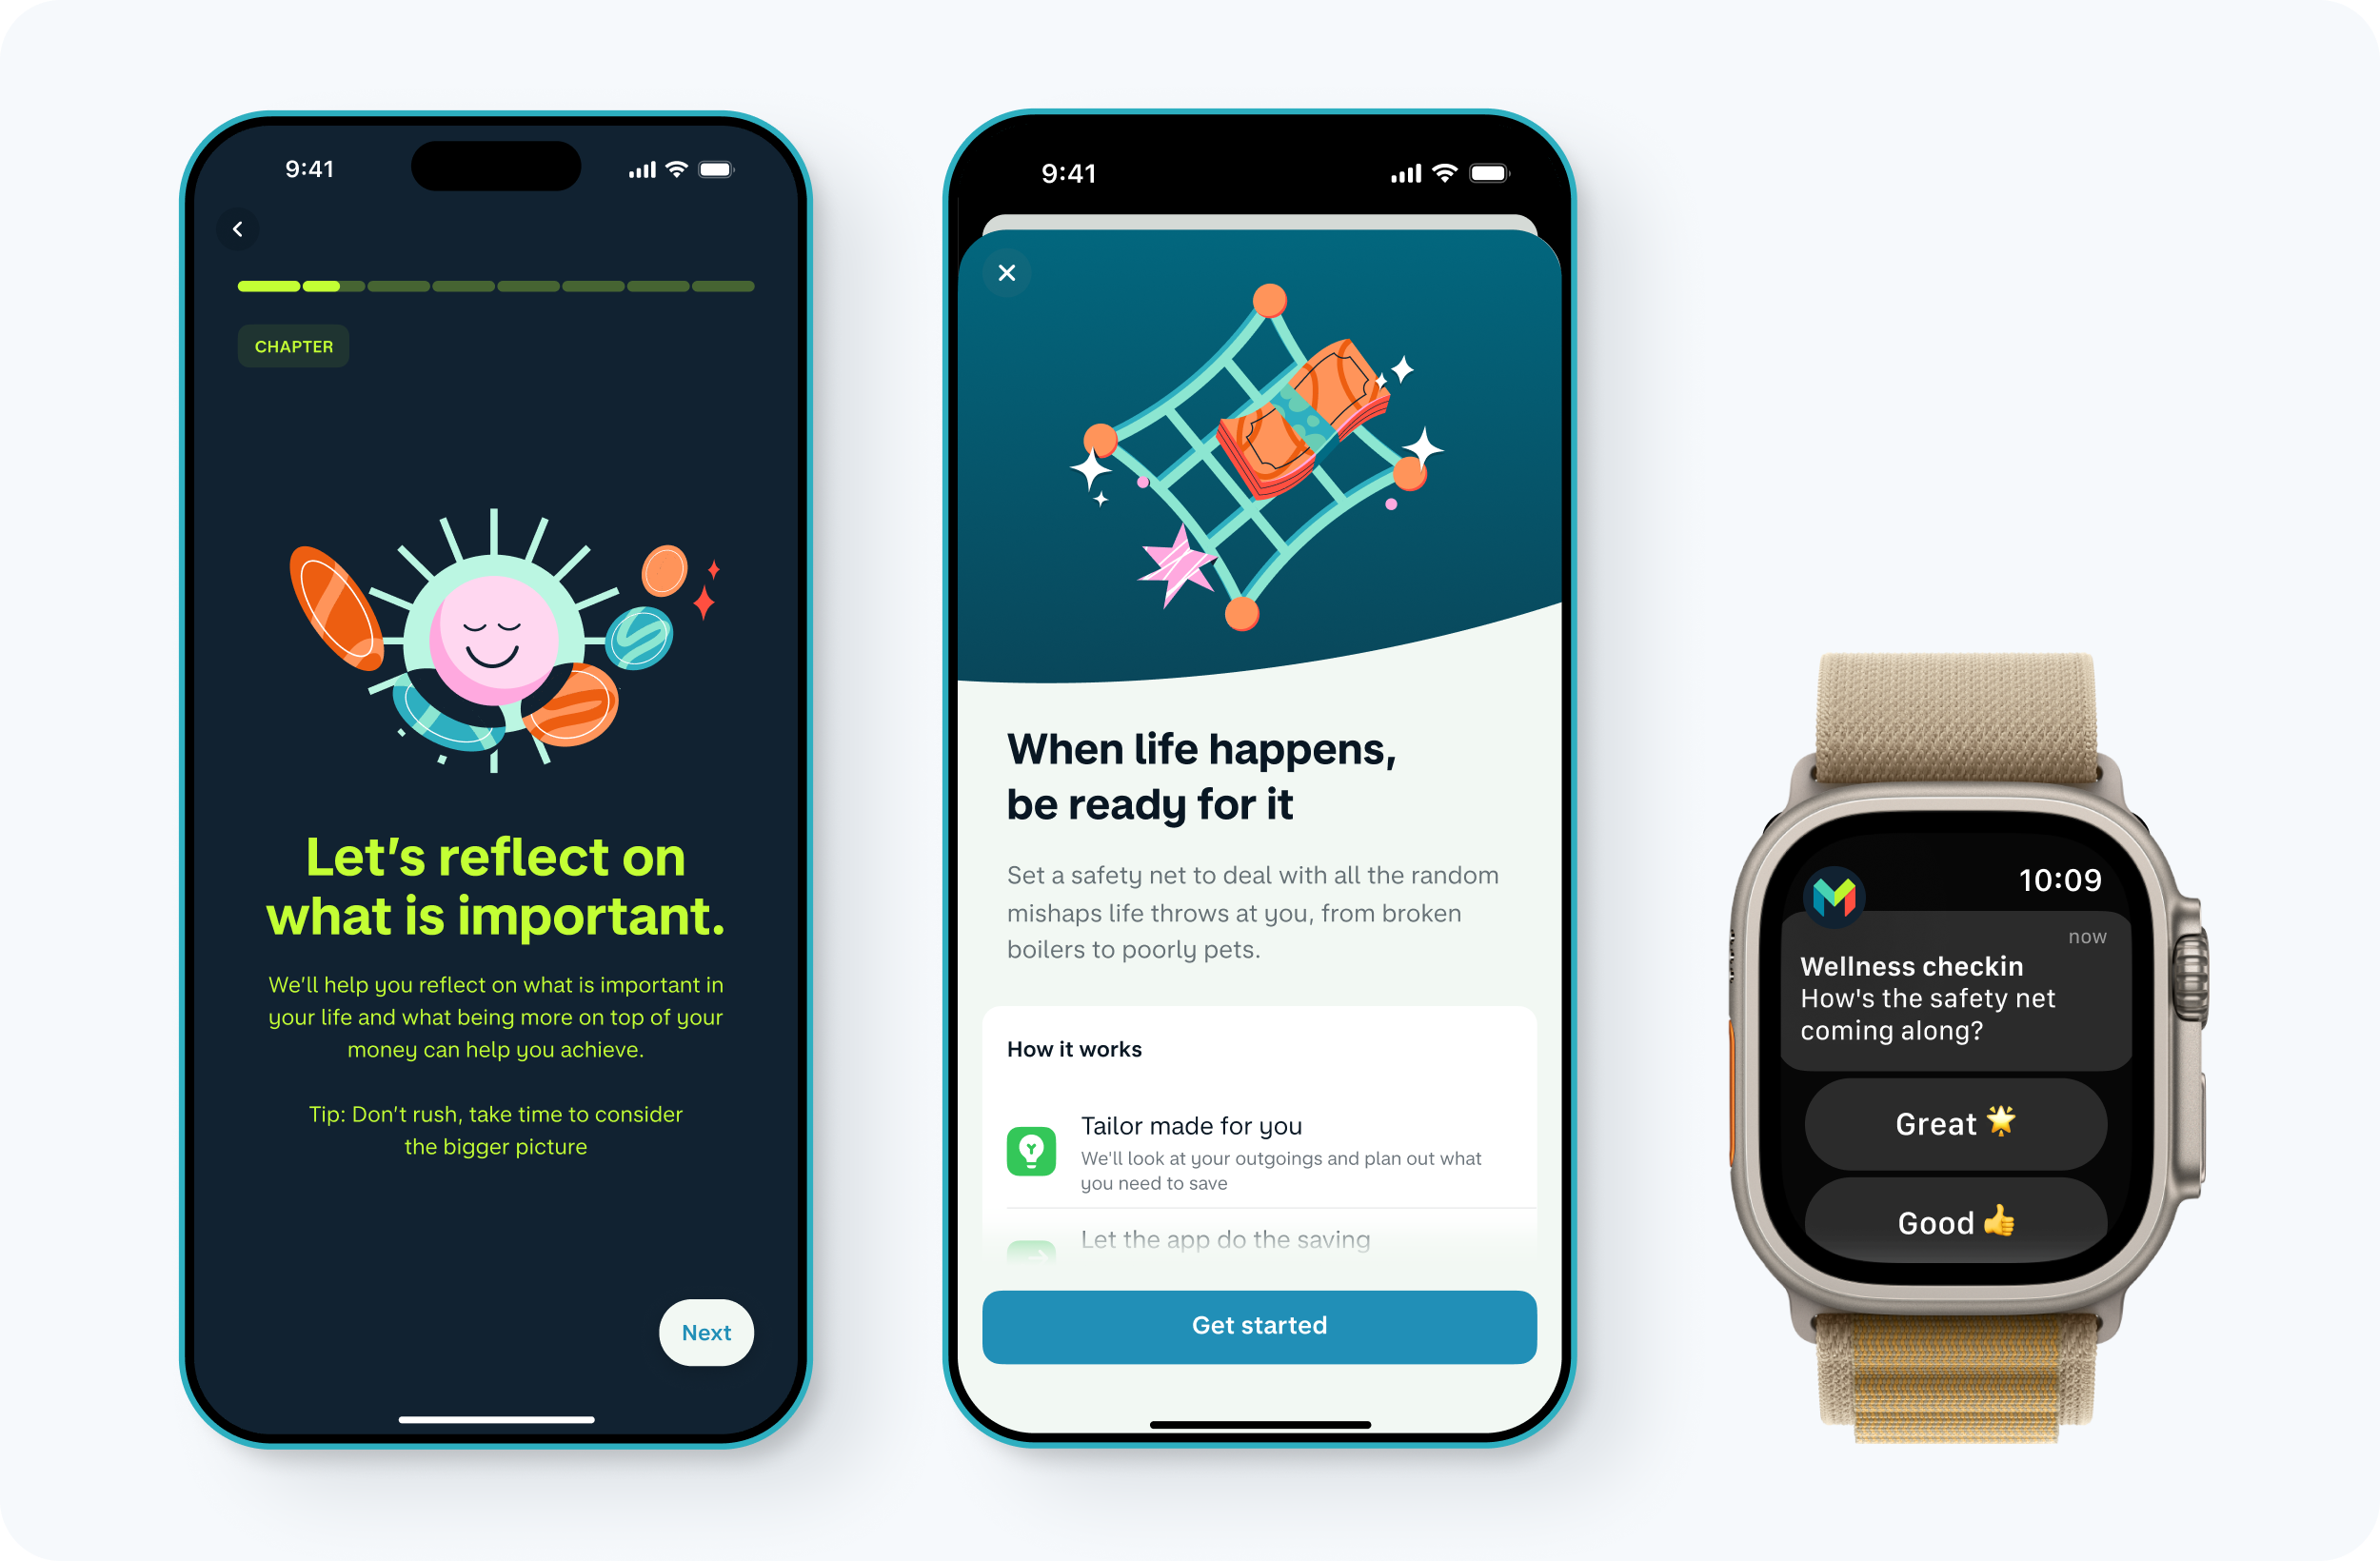 9:41
CHAPTER
Let’s reflect on
what is important.
We’ll help you reflect on what is important in
your life and what being more on top of your
money can help you achieve.
Tip: Don’t rush, take time to consider
the bigger picture
Next
9:41
When life happens,
be ready for it
Set a safety net to deal with all the random
mishaps life throws at you, from broken
boilers to poorly pets.
How it works
Tailor made for you
We'll look at your outgoings and plan out what
you need to save
Let the app do the saving
Get started
10:09
now
Wellness checkin
How's the safety net
coming along?
Great 🌟
Good 👍